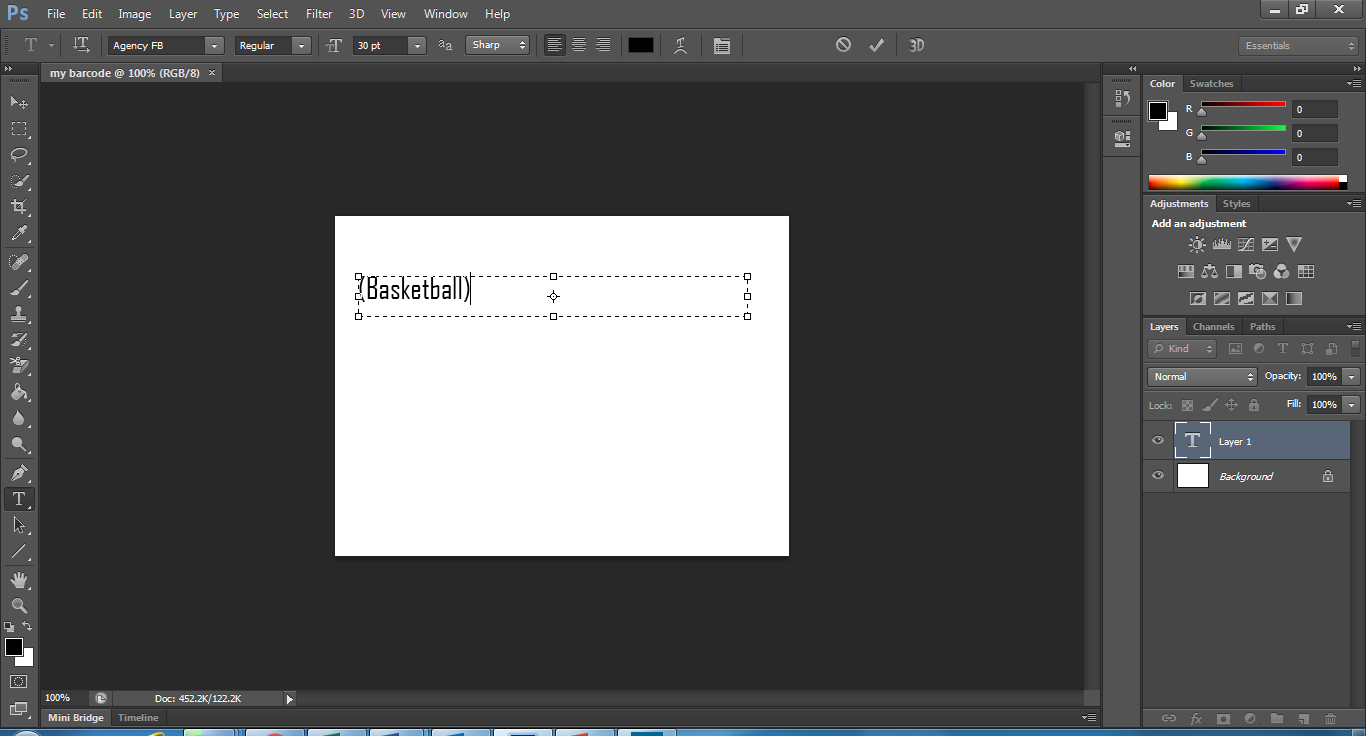 Ps File Edit Image Layer Type Select Filter 3D View Window Help
T Agency FB Regular 30 pt Sharp 3D Essentials
my barcode @ 100% (RGB/8) ×
(Basketball)
Color Swatches
R 0
G 0
B 0
Adjustments Styles
Add an adjustment
Layers Channels Paths
Kind
Normal Opacity: 100%
Lock: Fill: 100%
T Layer 1
Background
100% Doc: 452.2K/122.2K
Mini Bridge Timeline
fx